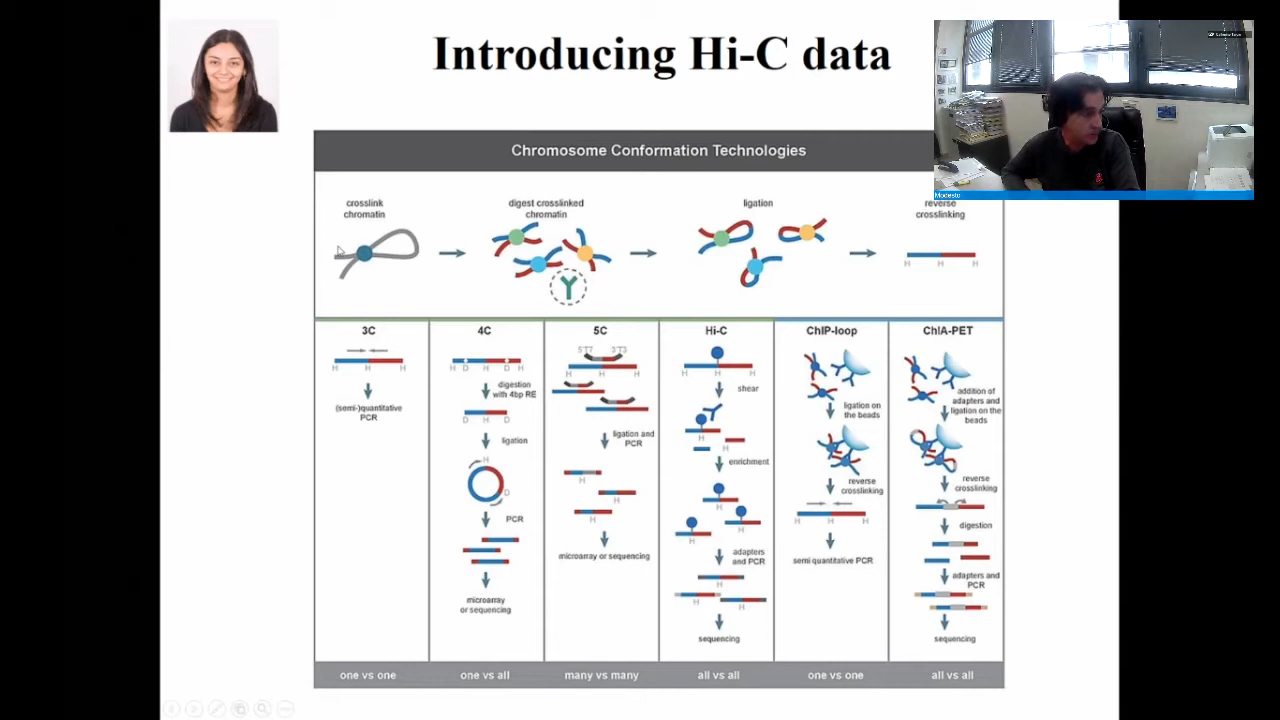 Introducing Hi-C data
Modesto
Chromosome Conformation Technologies
crosslink
chromatin
digest crosslinked
chromatin
ligation
reverse
crosslinking
Y
H H H
3C
H H H
(semi-)quantitative
PCR
one vs one
4C
H D H D H
digestion
with 4bp RE
D H D
ligation
H
D
PCR
microarray
or sequencing
one vs all
5C
5'T7 3'T3
H H H
ligation and
PCR
H
H
H
microarray or sequencing
many vs many
Hi-C
H H H
shear
H H
enrichment
H
H H
adapters
and PCR
H
H H
sequencing
all vs all
ChIP-loop
ligation on
the beads
reverse
crosslinking
H H H
semi quantitative PCR
one vs one
ChIA-PET
addition of
adapters and
ligation on the
beads
reverse
crosslinking
digestion
adapters and
PCR
sequencing
all vs all